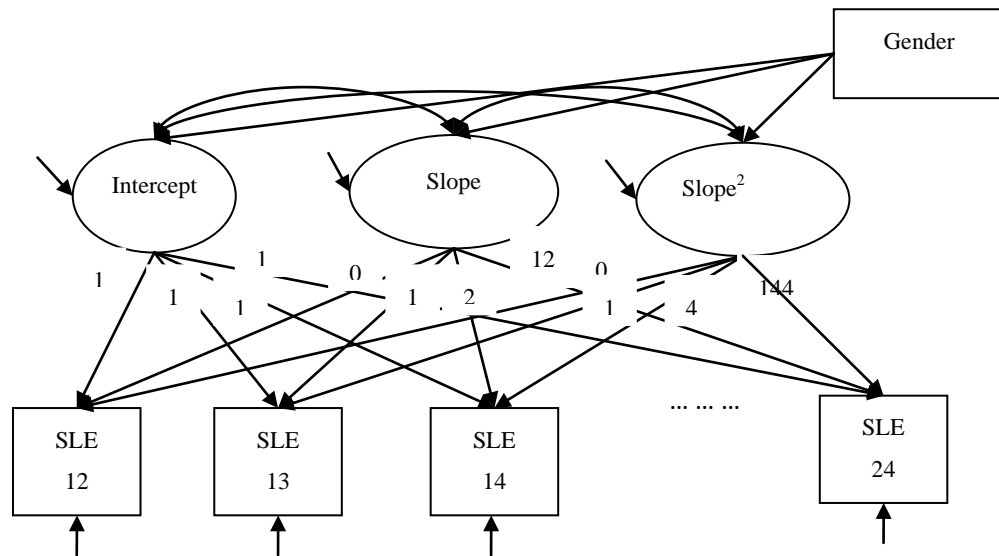 Gender
Intercept
Slope
Slope²
1
1
1
1
0
1
2
12
0
1
4
144
... ... ...
SLE
12
SLE
13
SLE
14
SLE
24